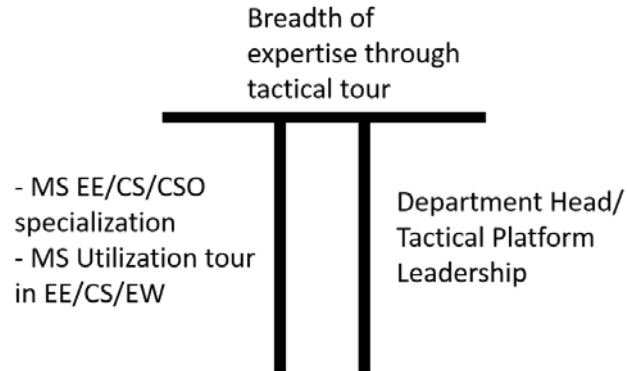 Breadth of
expertise through
tactical tour
- MS EE/CS/CSO
specialization
- MS Utilization tour
in EE/CS/EW
Department Head/
Tactical Platform
Leadership